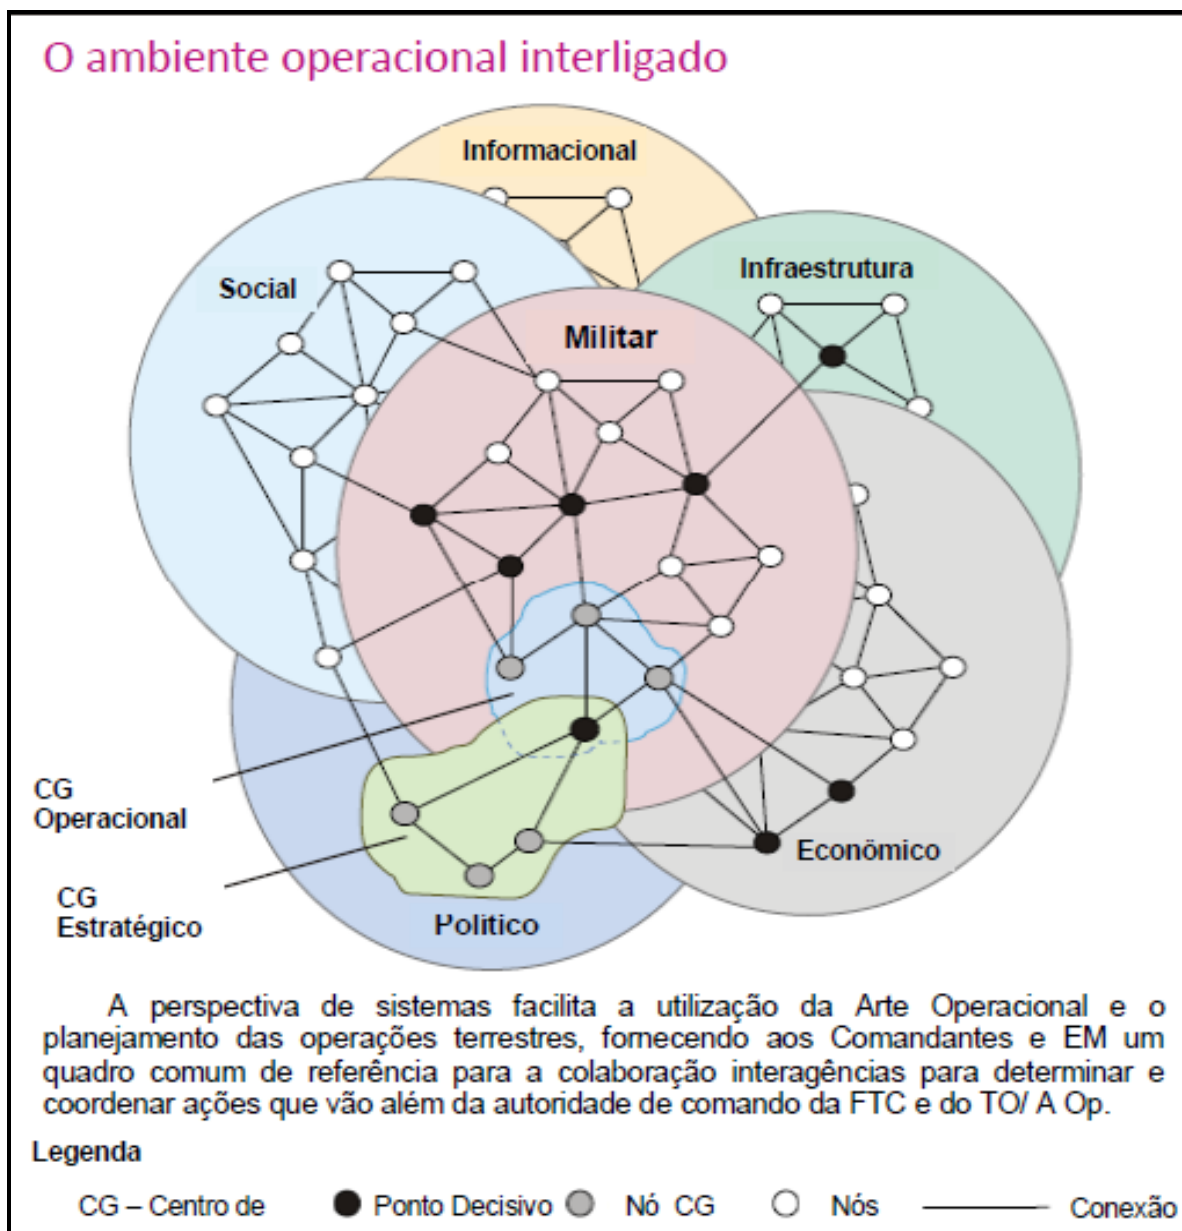 O ambiente operacional interligado
Informacional
Social
Infraestrutura
Militar
CG
Operacional
CG
Estratégico
Econômico
Politico
A perspectiva de sistemas facilita a utilização da Arte Operacional e o
planejamento das operações terrestres, fornecendo aos Comandantes e EM um
quadro comum de referência para a colaboração interagências para determinar e
coordenar ações que vão além da autoridade de comando da FTC e do TO/ A Op.
Legenda
CG – Centro de Ponto Decisivo Nó CG Nós Conexão